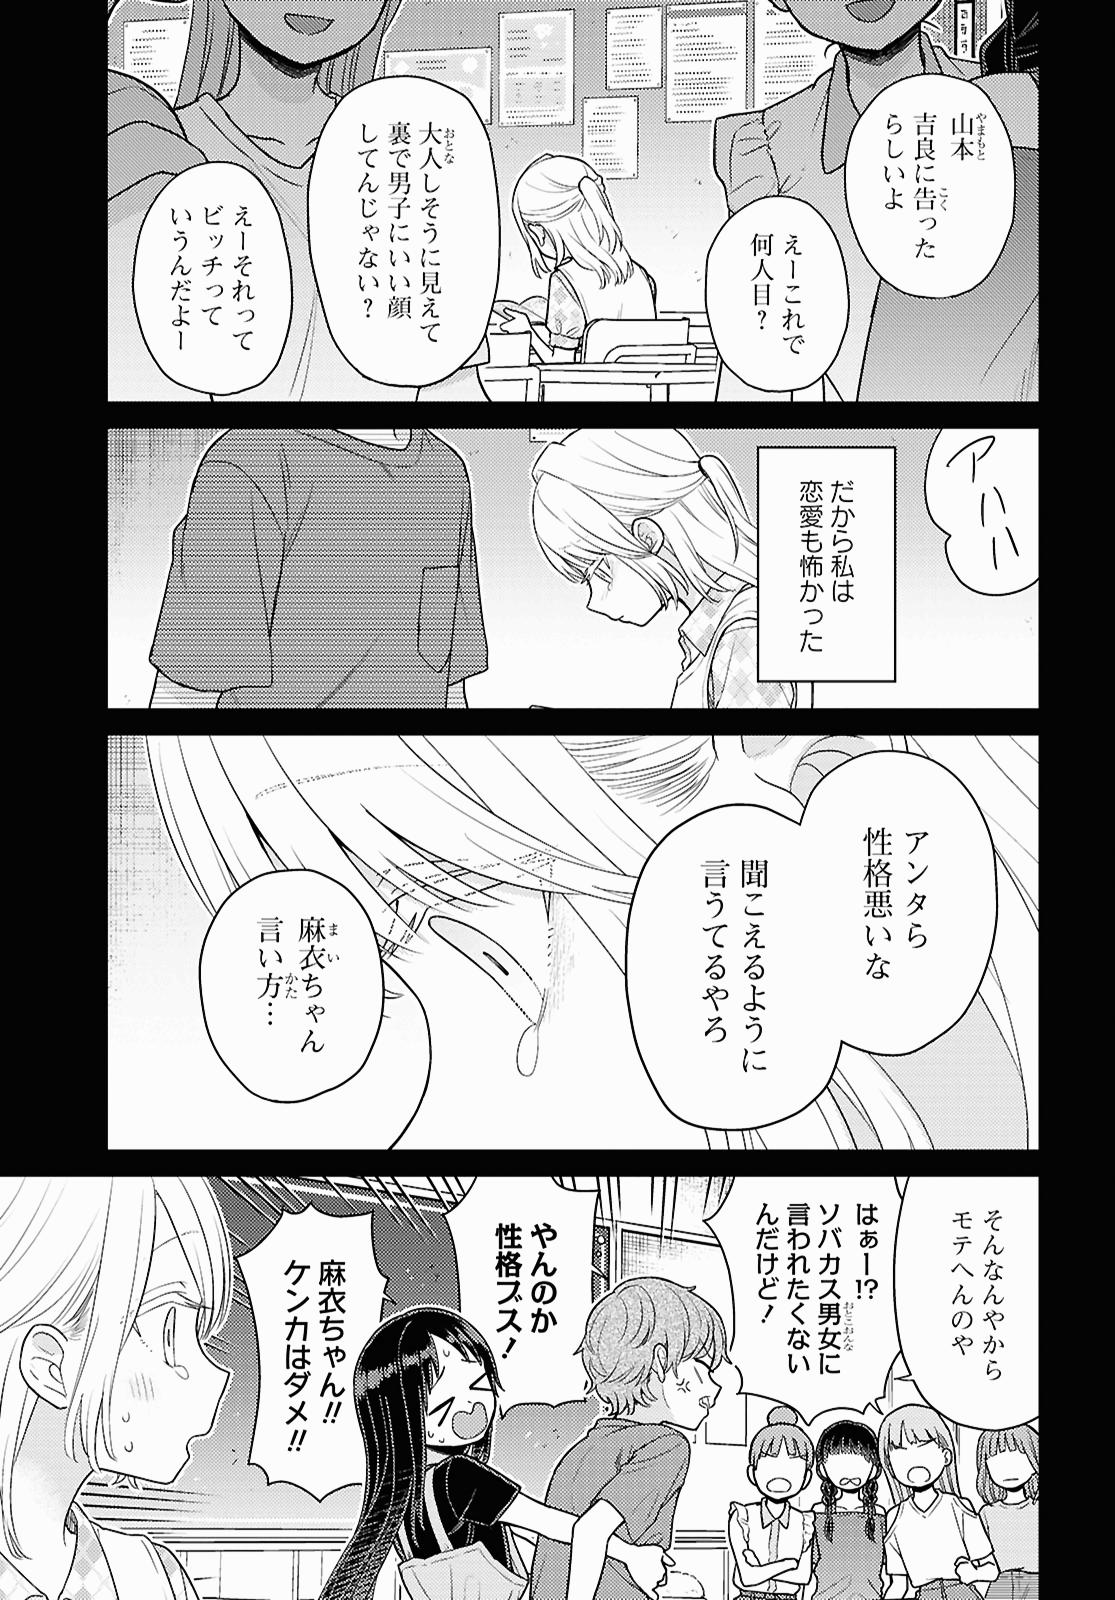 山本
吉良に告った
らしいよ
えーこれで
何人目？
大人しそうに見えて
裏で男子にいい顔
してんじゃない？
えーそれって
ビッチって
いうんだよー
アハハ
だから私は
恋愛も怖かった
アンタら
性格悪いな
聞こえるように
言うてるやろ
麻衣ちゃん
言い方…
そんなんやから
モテへんのや
はぁー!?
ソバカス男女に
言われたくない
んだけど！
やんのか
性格ブス！
麻衣ちゃん!!
ケンカはダメ!!